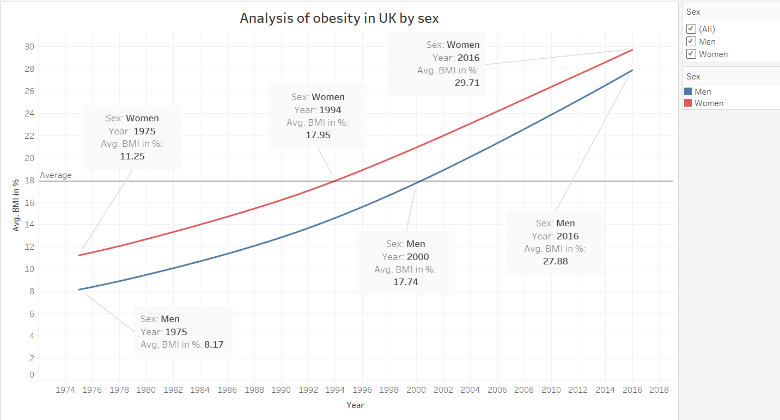 Analysis of obesity in UK by sex
Sex: Women
Year: 2016
Avg. BMI in %:
29.71
Sex: Women
Year: 1994
Avg. BMI in %:
17.95
Sex: Women
Year: 1975
Avg. BMI in %:
11.25
Average
Sex: Men
Year: 2016
Avg. BMI in %:
27.88
Sex: Men
Year: 2000
Avg. BMI in %:
17.74
Sex: Men
Year: 1975
Avg. BMI in %: 8.17
Avg. BMI in %
30
28
26
24
22
20
18
16
14
12
10
8
6
4
2
0
1974 1976 1978 1980 1982 1984 1986 1988 1990 1992 1994 1996 1998 2000 2002 2004 2006 2008 2010 2012 2014 2016 2018
Year
Sex
(All)
Men
Women
Sex
Men
Women